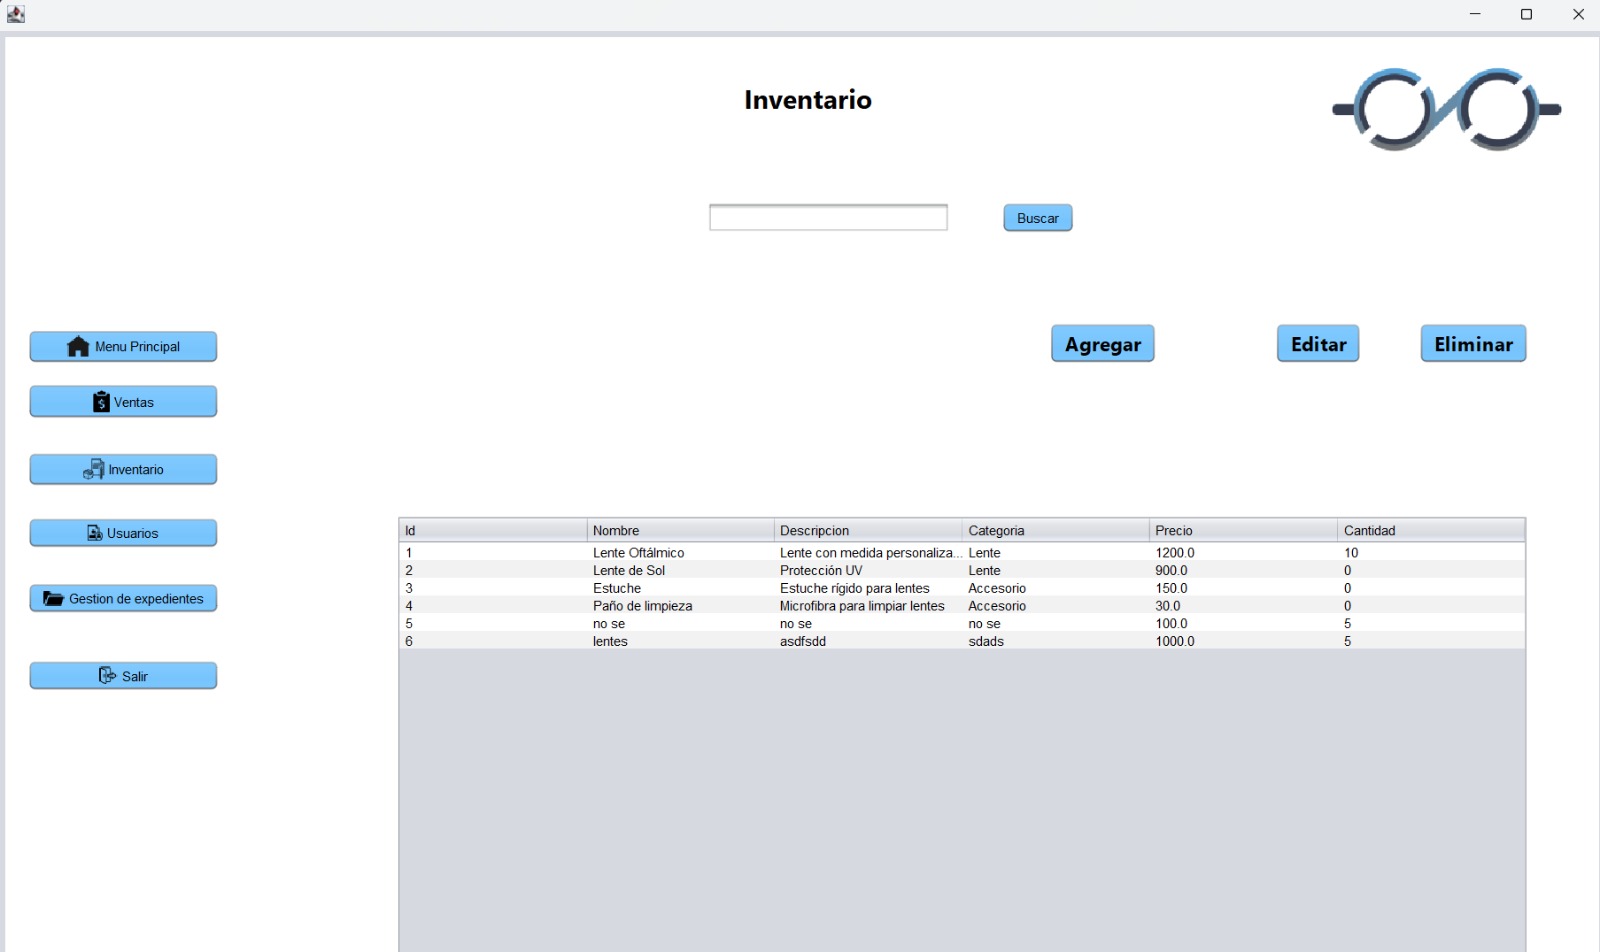 Inventario
Buscar
Agregar Editar Eliminar
Menu Principal
Ventas
Inventario
Usuarios
Gestion de expedientes
Salir
Id Nombre Descripcion Categoria Precio Cantidad
1 Lente Oftálmico Lente con medida personaliza... Lente 1200.0 10
2 Lente de Sol Protección UV Lente 900.0 0
3 Estuche Estuche rígido para lentes Accesorio 150.0 0
4 Paño de limpieza Microfibra para limpiar lentes Accesorio 30.0 0
5 no se no se no se 100.0 5
6 lentes asdfsdd sdads 1000.0 5